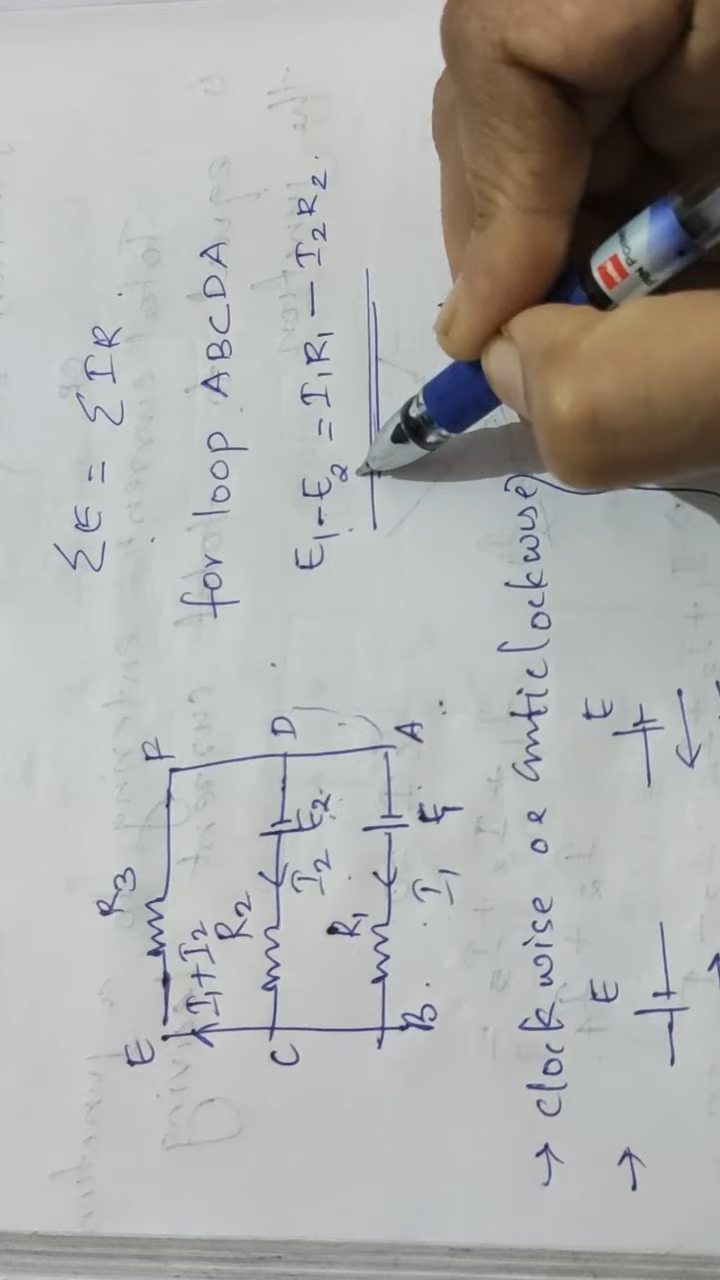 ΣE = ΣIR.
for loop ABCDA
E₁-E₂ = I₁R₁ - I₂R₂.
E R₃ F
I₁+I₂
R₂
C I₂ E₂ D
R₁
B I₁ E₁ A
→ clockwise or anticlockwise
→ E E